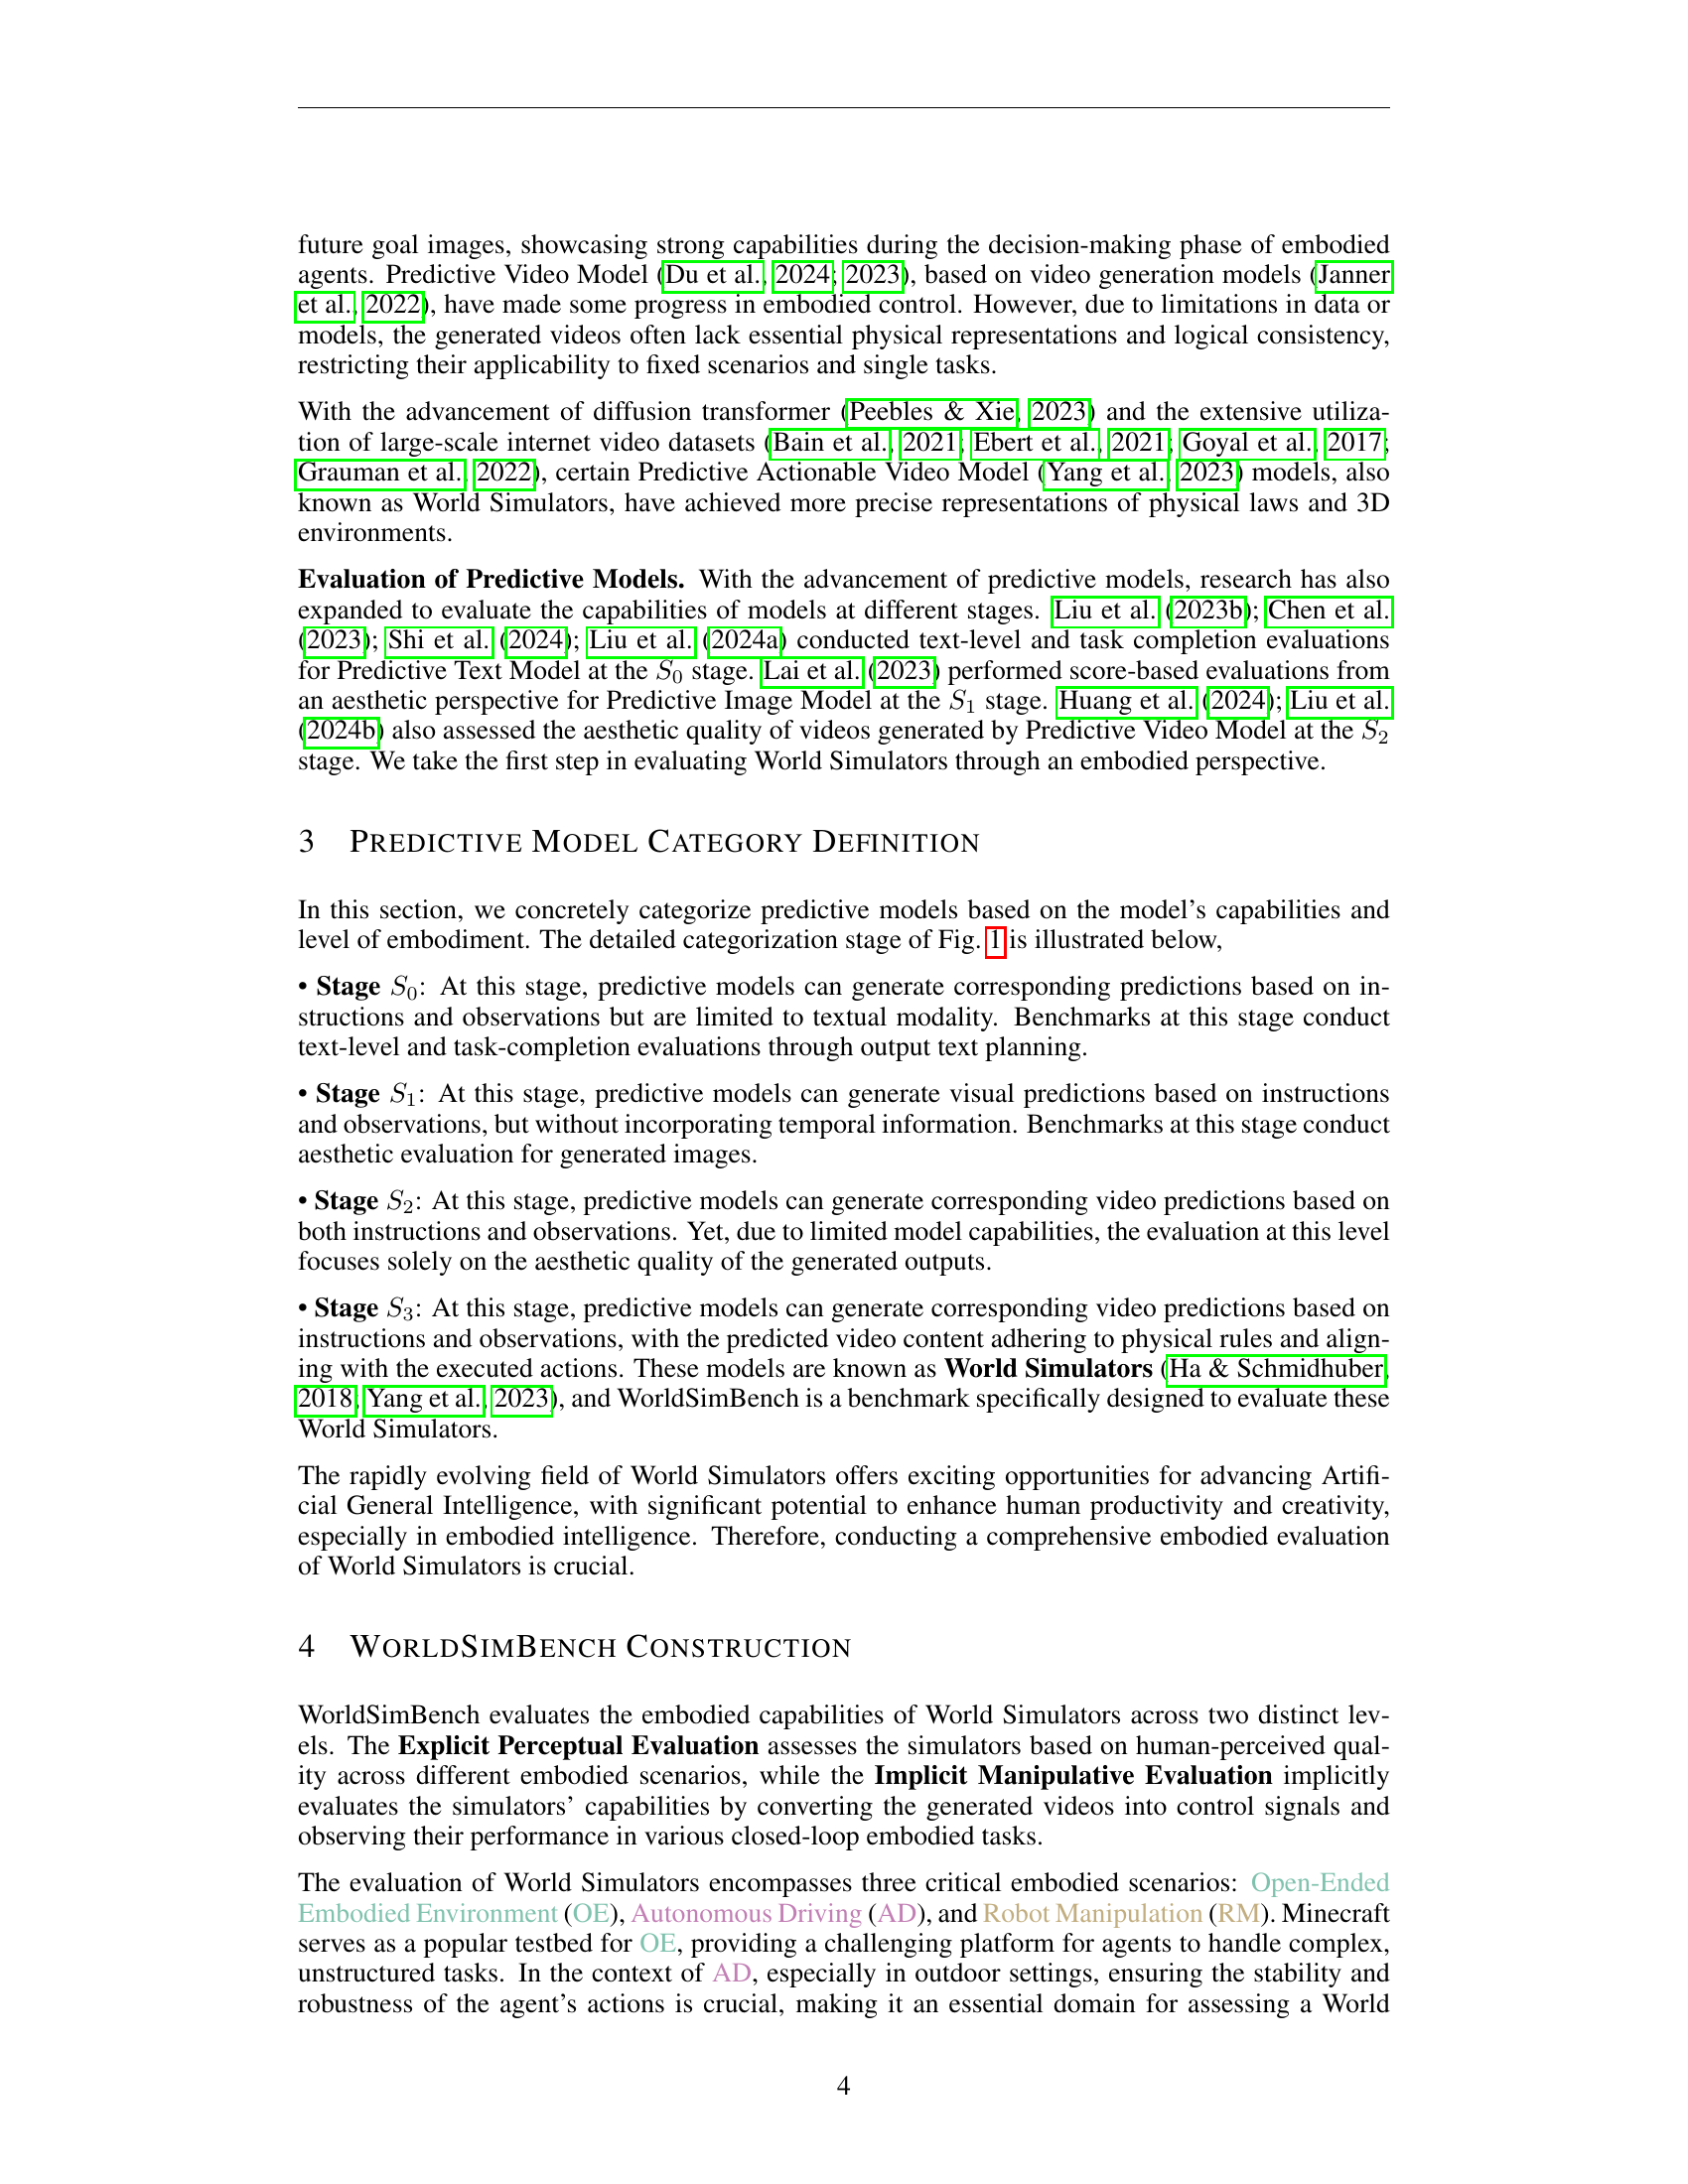 future goal images, showcasing strong capabilities during the decision-making phase of embodied
agents. Predictive Video Model (Du et al., 2024; 2023), based on video generation models (Janner
et al., 2022), have made some progress in embodied control. However, due to limitations in data or
models, the generated videos often lack essential physical representations and logical consistency,
restricting their applicability to fixed scenarios and single tasks.
With the advancement of diffusion transformer (Peebles & Xie, 2023) and the extensive utiliza-
tion of large-scale internet video datasets (Bain et al., 2021; Ebert et al., 2021; Goyal et al., 2017;
Grauman et al., 2022), certain Predictive Actionable Video Model (Yang et al., 2023) models, also
known as World Simulators, have achieved more precise representations of physical laws and 3D
environments.
Evaluation of Predictive Models. With the advancement of predictive models, research has also
expanded to evaluate the capabilities of models at different stages. Liu et al. (2023b); Chen et al.
(2023); Shi et al. (2024); Liu et al. (2024a) conducted text-level and task completion evaluations
for Predictive Text Model at the S0 stage. Lai et al. (2023) performed score-based evaluations from
an aesthetic perspective for Predictive Image Model at the S1 stage. Huang et al. (2024); Liu et al.
(2024b) also assessed the aesthetic quality of videos generated by Predictive Video Model at the S2
stage. We take the first step in evaluating World Simulators through an embodied perspective.
3 PREDICTIVE MODEL CATEGORY DEFINITION
In this section, we concretely categorize predictive models based on the model's capabilities and
level of embodiment. The detailed categorization stage of Fig. 1 is illustrated below,
• Stage S0: At this stage, predictive models can generate corresponding predictions based on in-
structions and observations but are limited to textual modality. Benchmarks at this stage conduct
text-level and task-completion evaluations through output text planning.
• Stage S1: At this stage, predictive models can generate visual predictions based on instructions
and observations, but without incorporating temporal information. Benchmarks at this stage conduct
aesthetic evaluation for generated images.
• Stage S2: At this stage, predictive models can generate corresponding video predictions based on
both instructions and observations. Yet, due to limited model capabilities, the evaluation at this level
focuses solely on the aesthetic quality of the generated outputs.
• Stage S3: At this stage, predictive models can generate corresponding video predictions based on
instructions and observations, with the predicted video content adhering to physical rules and align-
ing with the executed actions. These models are known as World Simulators (Ha & Schmidhuber,
2018; Yang et al., 2023), and WorldSimBench is a benchmark specifically designed to evaluate these
World Simulators.
The rapidly evolving field of World Simulators offers exciting opportunities for advancing Artifi-
cial General Intelligence, with significant potential to enhance human productivity and creativity,
especially in embodied intelligence. Therefore, conducting a comprehensive embodied evaluation
of World Simulators is crucial.
4 WORLDSIMBENCH CONSTRUCTION
WorldSimBench evaluates the embodied capabilities of World Simulators across two distinct lev-
els. The Explicit Perceptual Evaluation assesses the simulators based on human-perceived qual-
ity across different embodied scenarios, while the Implicit Manipulative Evaluation implicitly
evaluates the simulators' capabilities by converting the generated videos into control signals and
observing their performance in various closed-loop embodied tasks.
The evaluation of World Simulators encompasses three critical embodied scenarios: Open-Ended
Embodied Environment (OE), Autonomous Driving (AD), and Robot Manipulation (RM). Minecraft
serves as a popular testbed for OE, providing a challenging platform for agents to handle complex,
unstructured tasks. In the context of AD, especially in outdoor settings, ensuring the stability and
robustness of the agent's actions is crucial, making it an essential domain for assessing a World
4